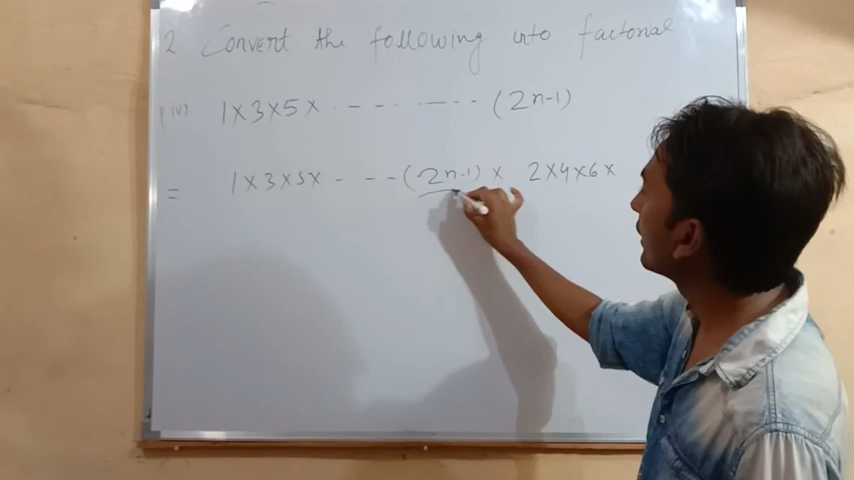 2 Convert the following into factorial
(iv) 1×3×5× - - - - - - - (2n-1)
= 1×3×5× - - - (2n-1) × 2×4×6×